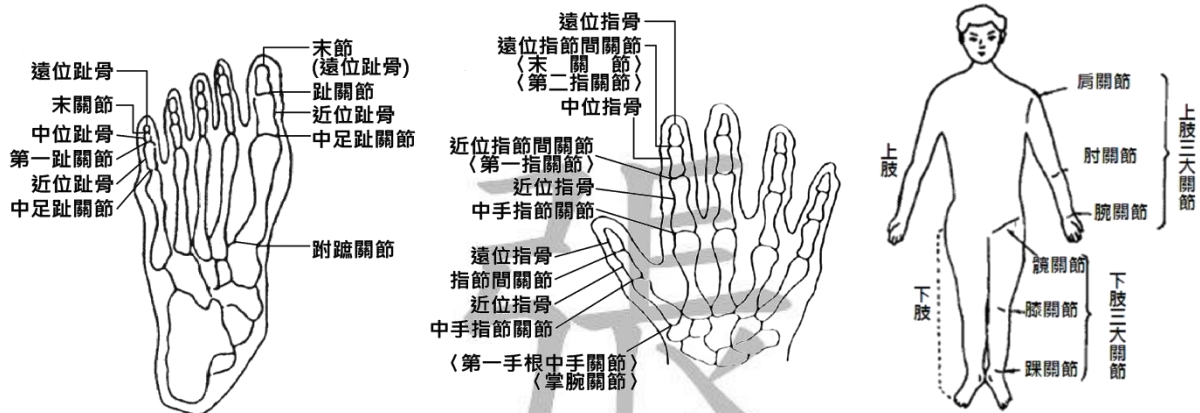 遠位趾骨
末關節
中位趾骨
第一趾關節
近位趾骨
中足趾關節
末節
(遠位趾骨)
趾關節
近位趾骨
中足趾關節
跗蹠關節
遠位指骨
遠位指節間關節
〈末關節〉
〈第二指關節〉
中位指骨
近位指節間關節
〈第一指關節〉
近位指骨
中手指節關節
遠位指骨
指節間關節
近位指骨
中手指節關節
〈第一手根中手關節〉
〈掌腕關節〉
上肢
下肢
肩關節
肘關節
腕關節
上肢三大關節
髖關節
膝關節
踝關節
下肢三大關節